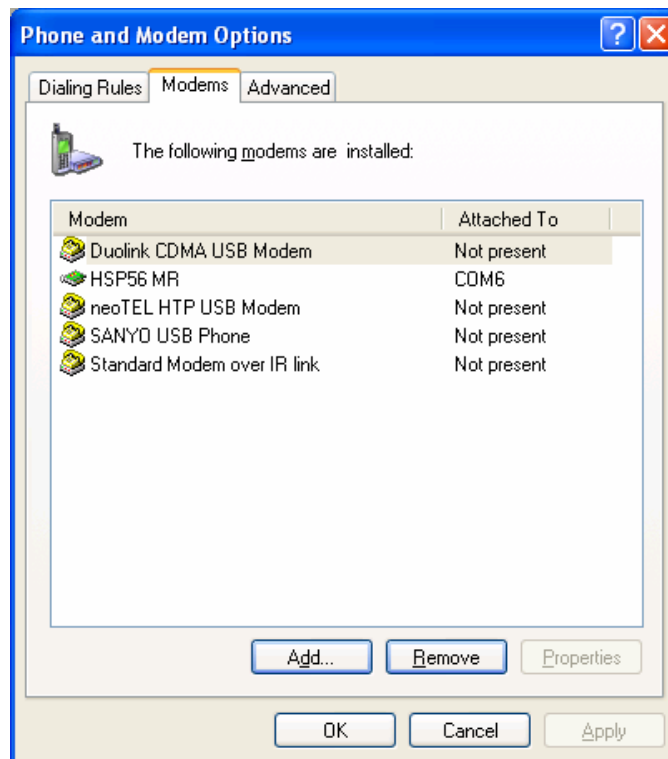 Phone and Modem Options
Dialing Rules Modems Advanced
The following modems are installed:
Modem Attached To
Duolink CDMA USB Modem Not present
HSP56 MR COM6
neoTEL HTP USB Modem Not present
SANYO USB Phone Not present
Standard Modem over IR link Not present
Add... Remove Properties
OK Cancel Apply